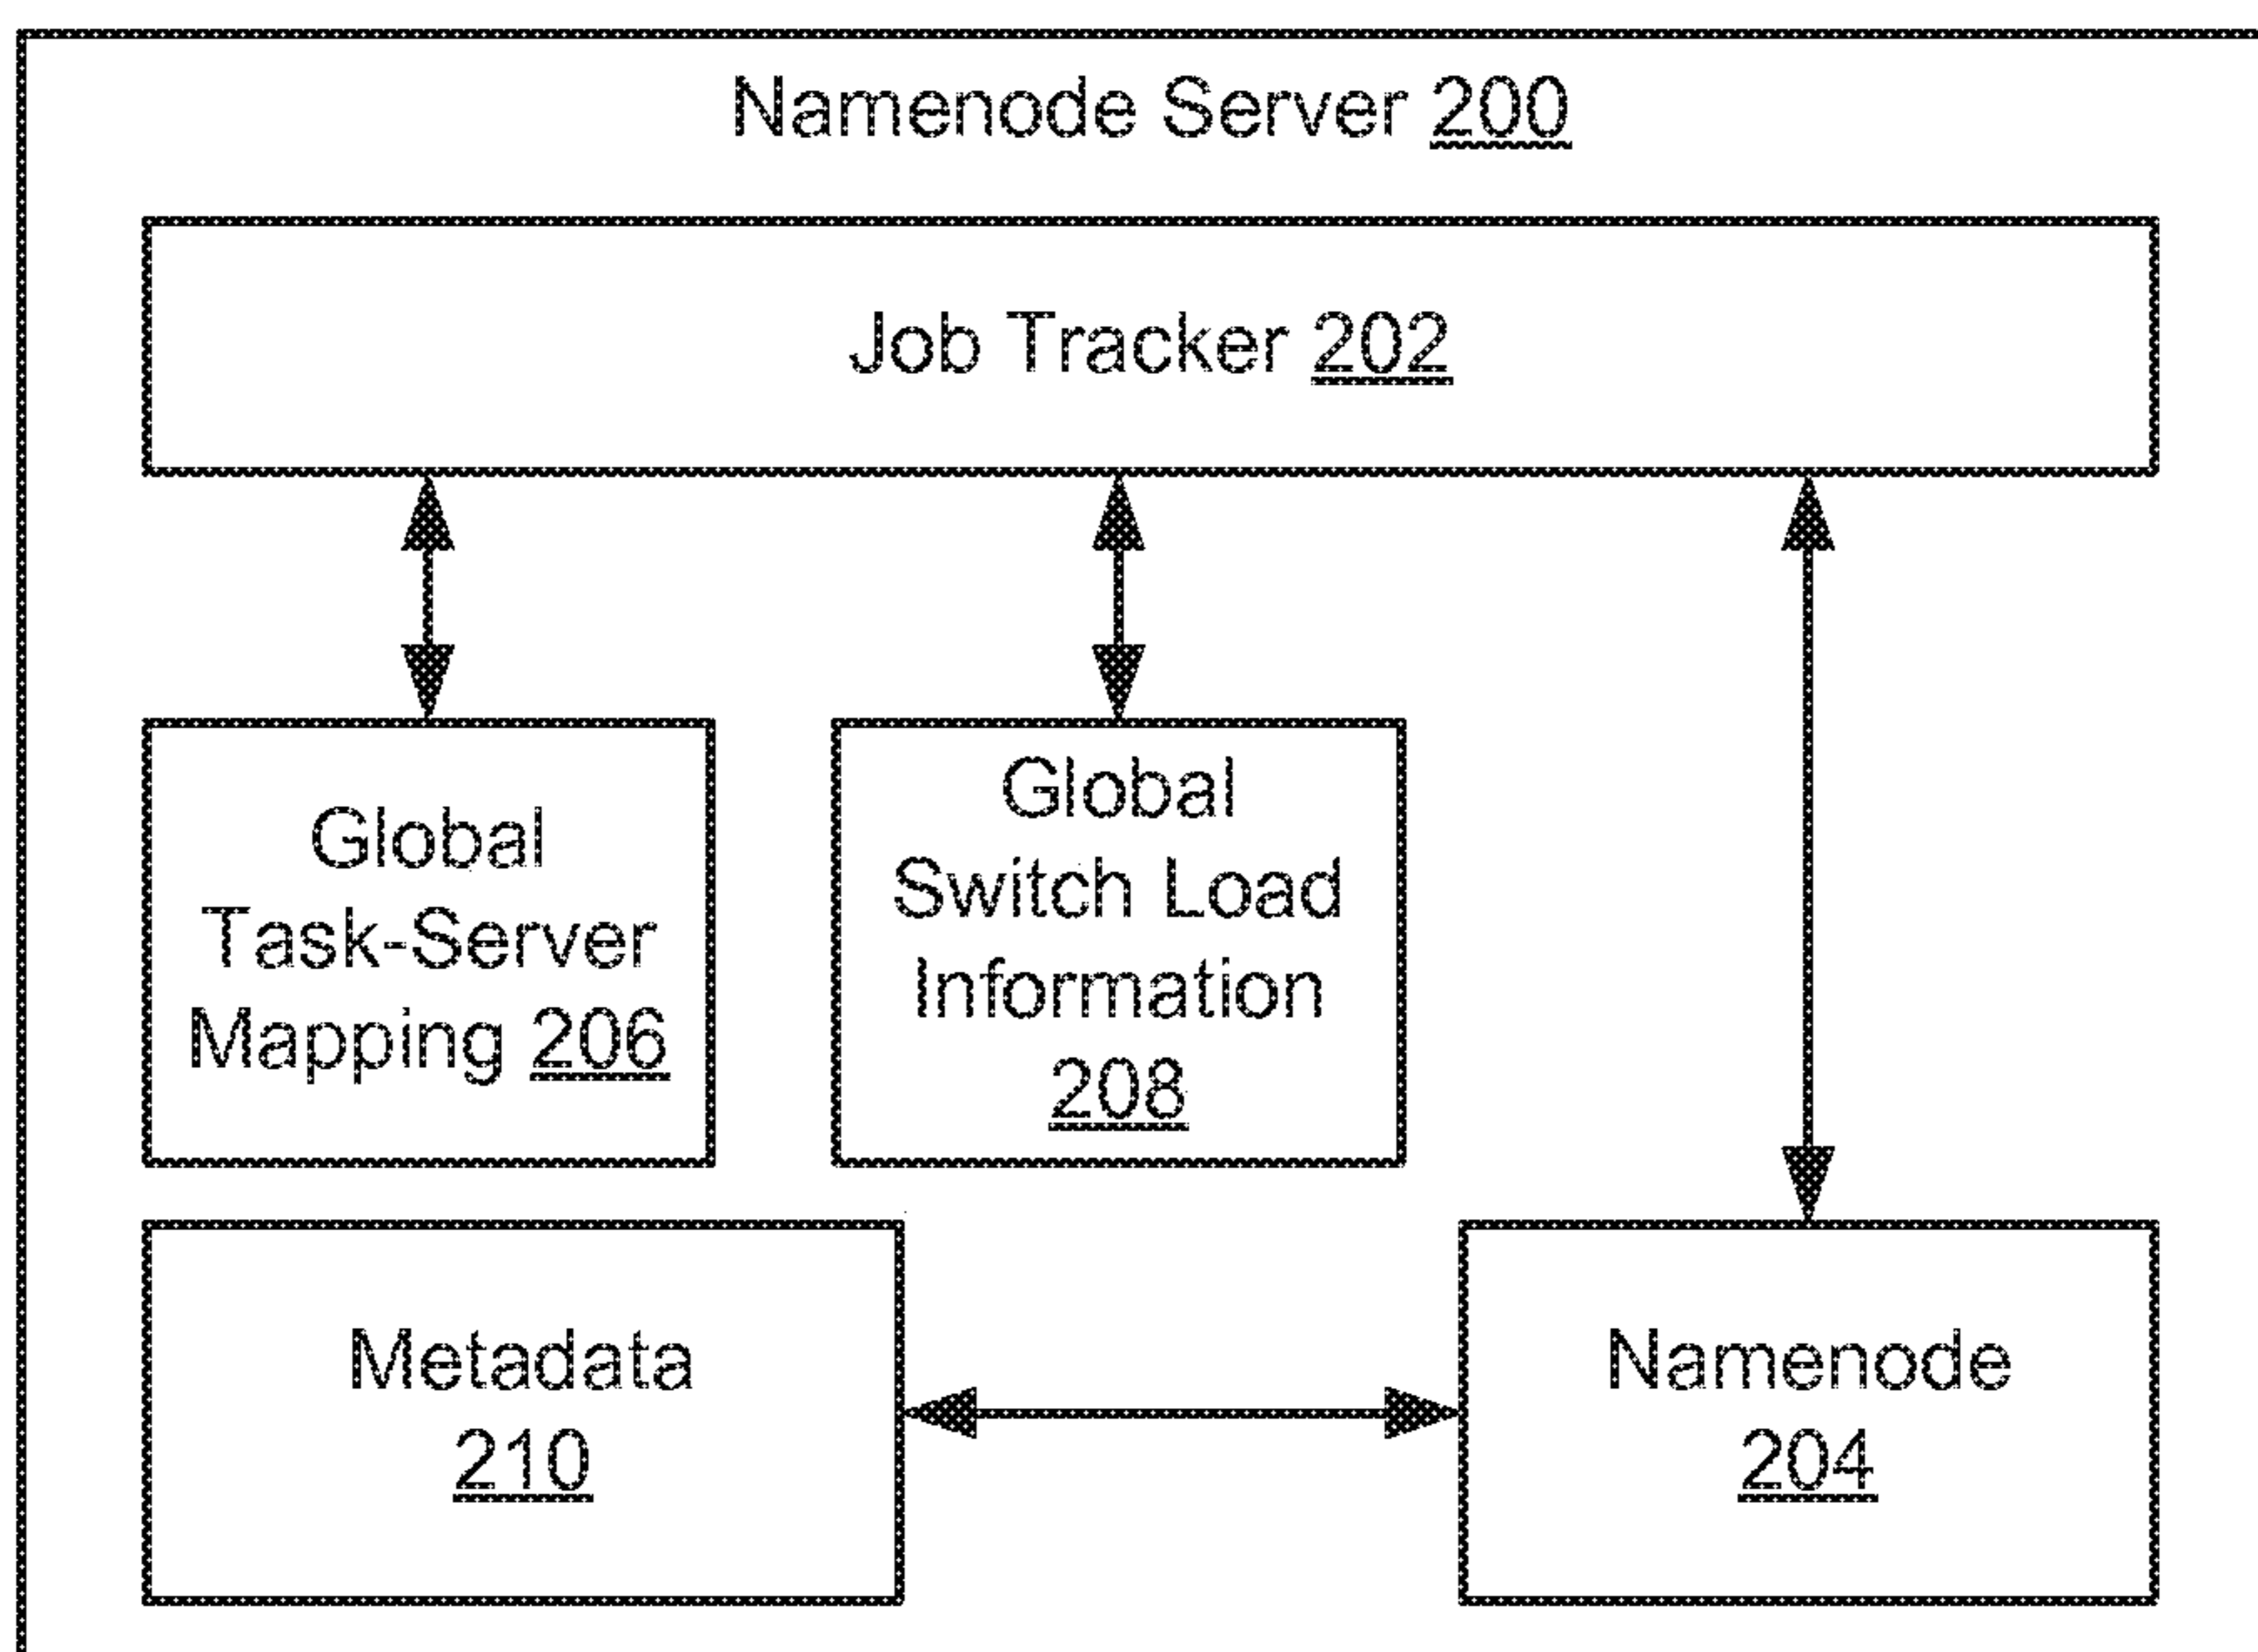 Namenode Server 200
Job Tracker 202
Global
Task-Server
Mapping 206
Global
Switch Load
Information
208
Metadata
210
Namenode
204